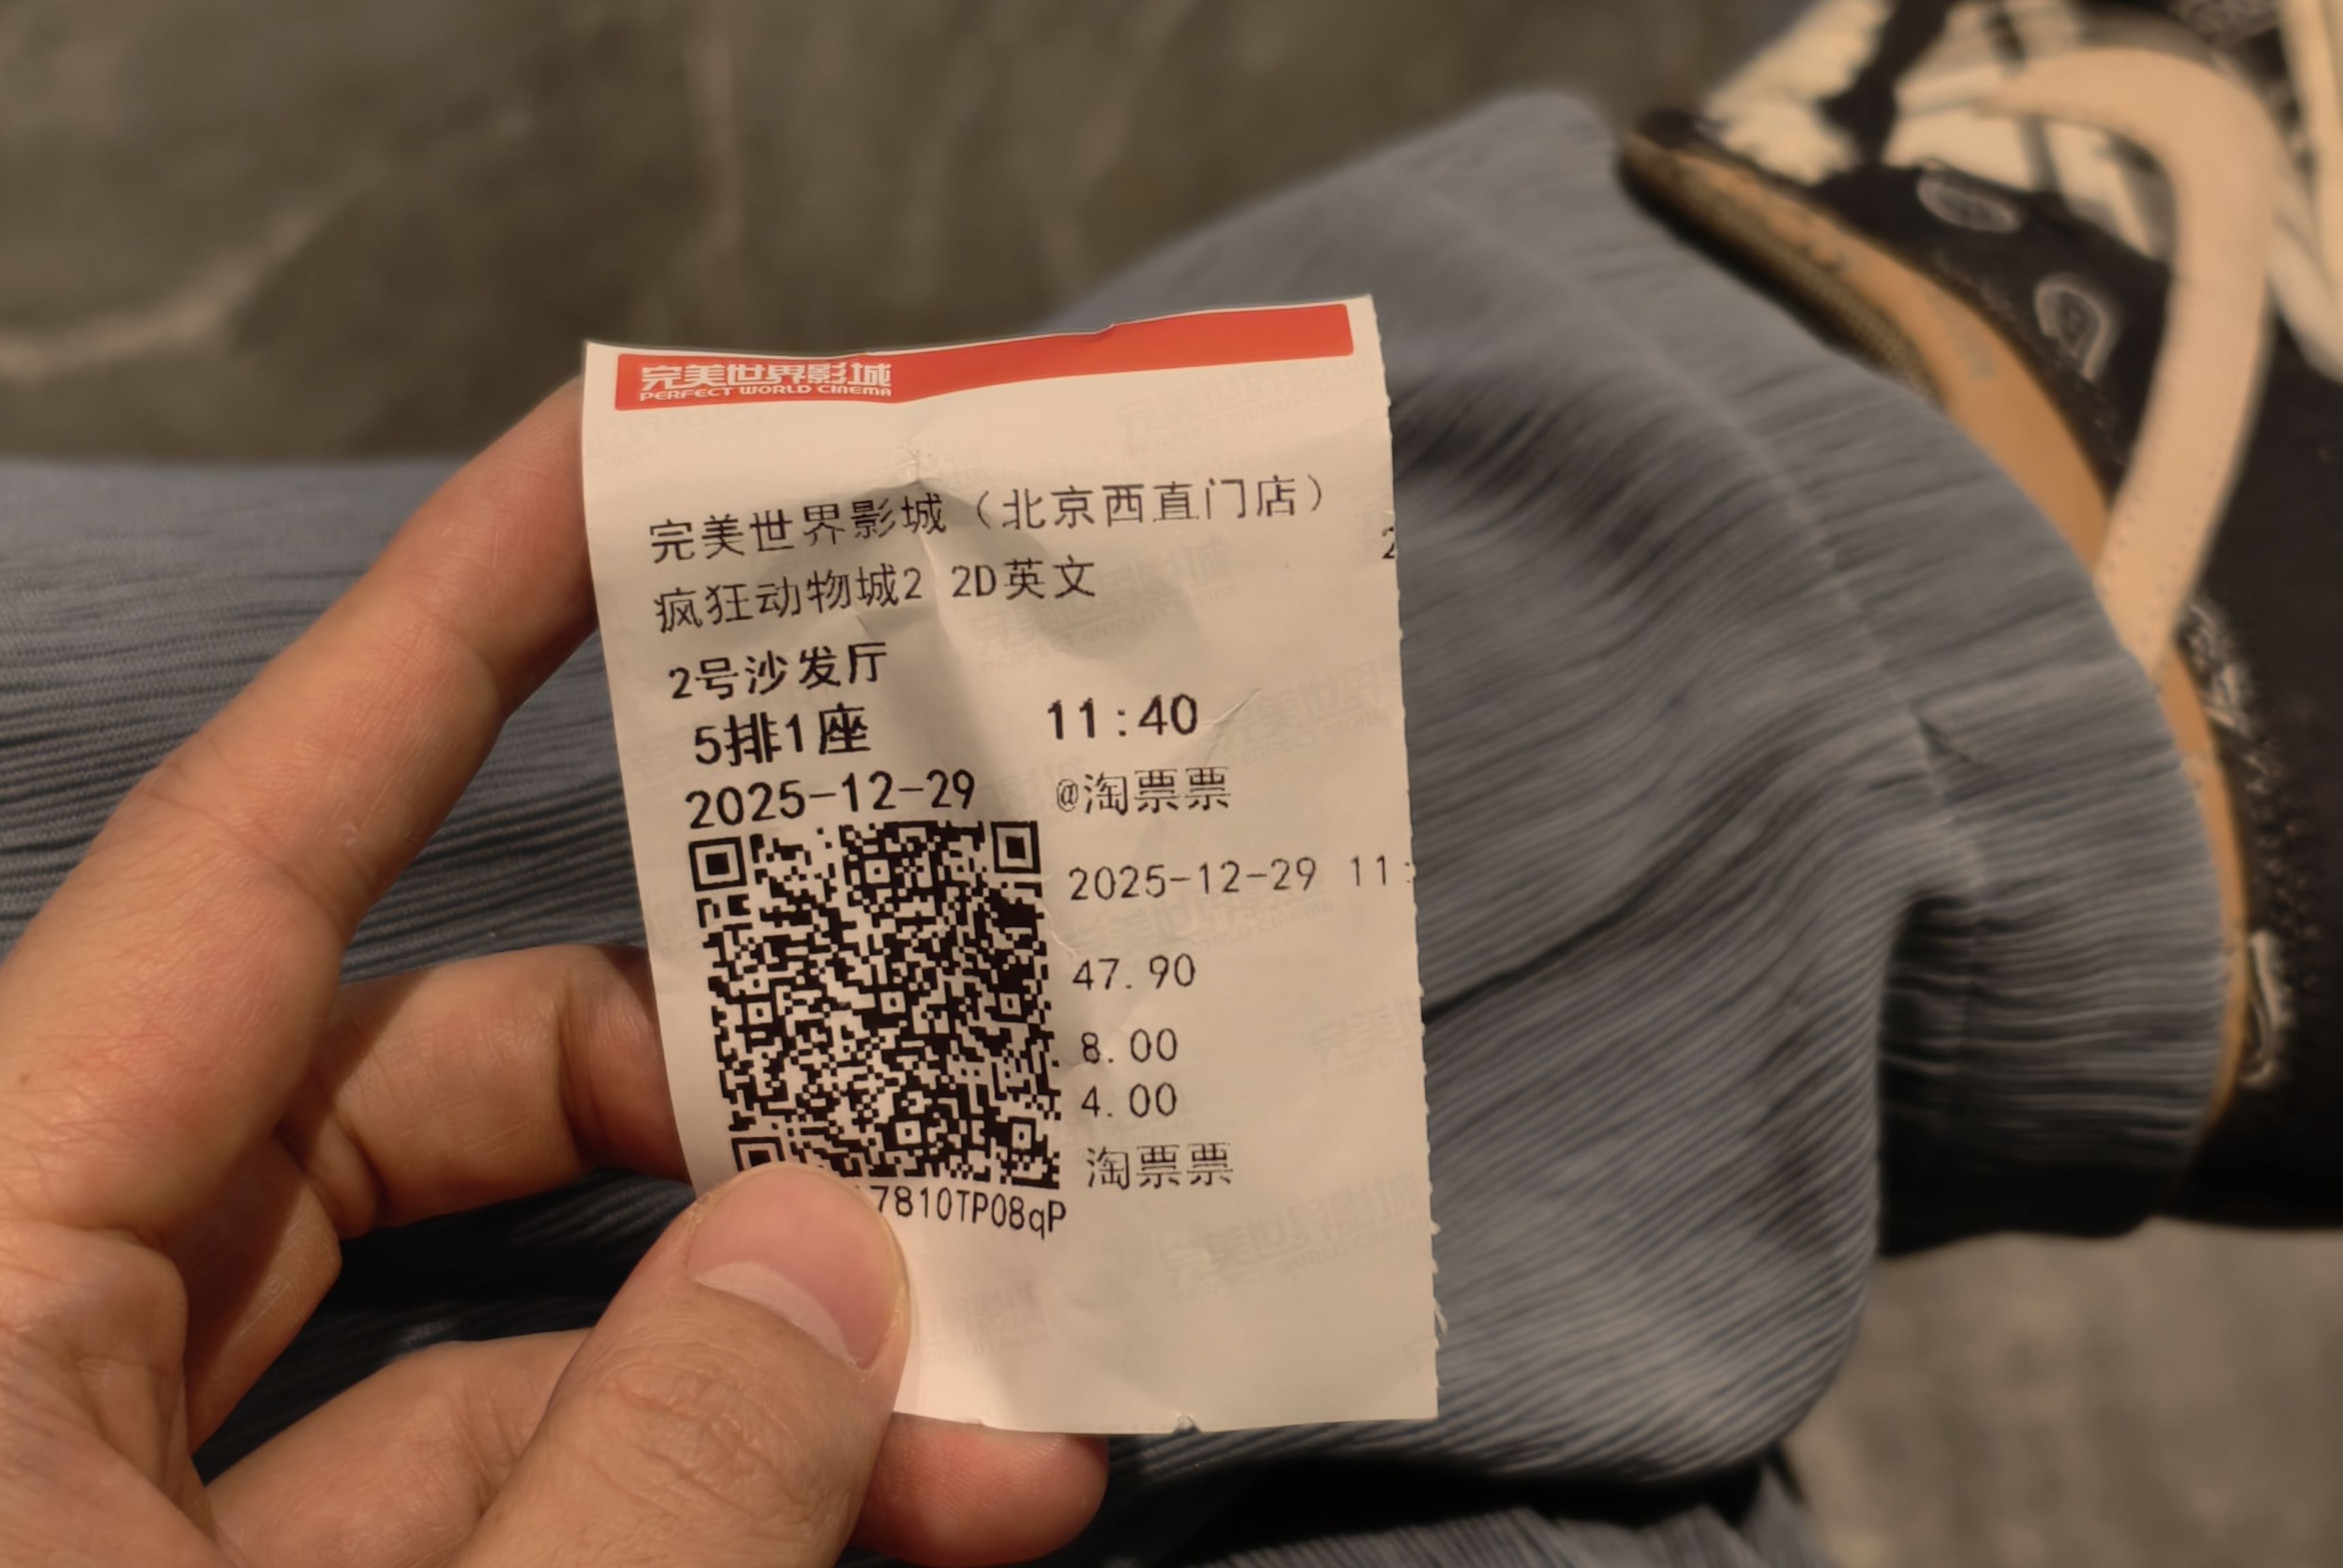 完美世界影城
PERFECT WORLD CINEMA
完美世界影城（北京西直门店）
2
疯狂动物城2 2D英文
2号沙发厅
5排1座 11:40
2025-12-29 @淘票票
2025-12-29 11:
47.90
8.00
4.00
淘票票
7810TP08qP